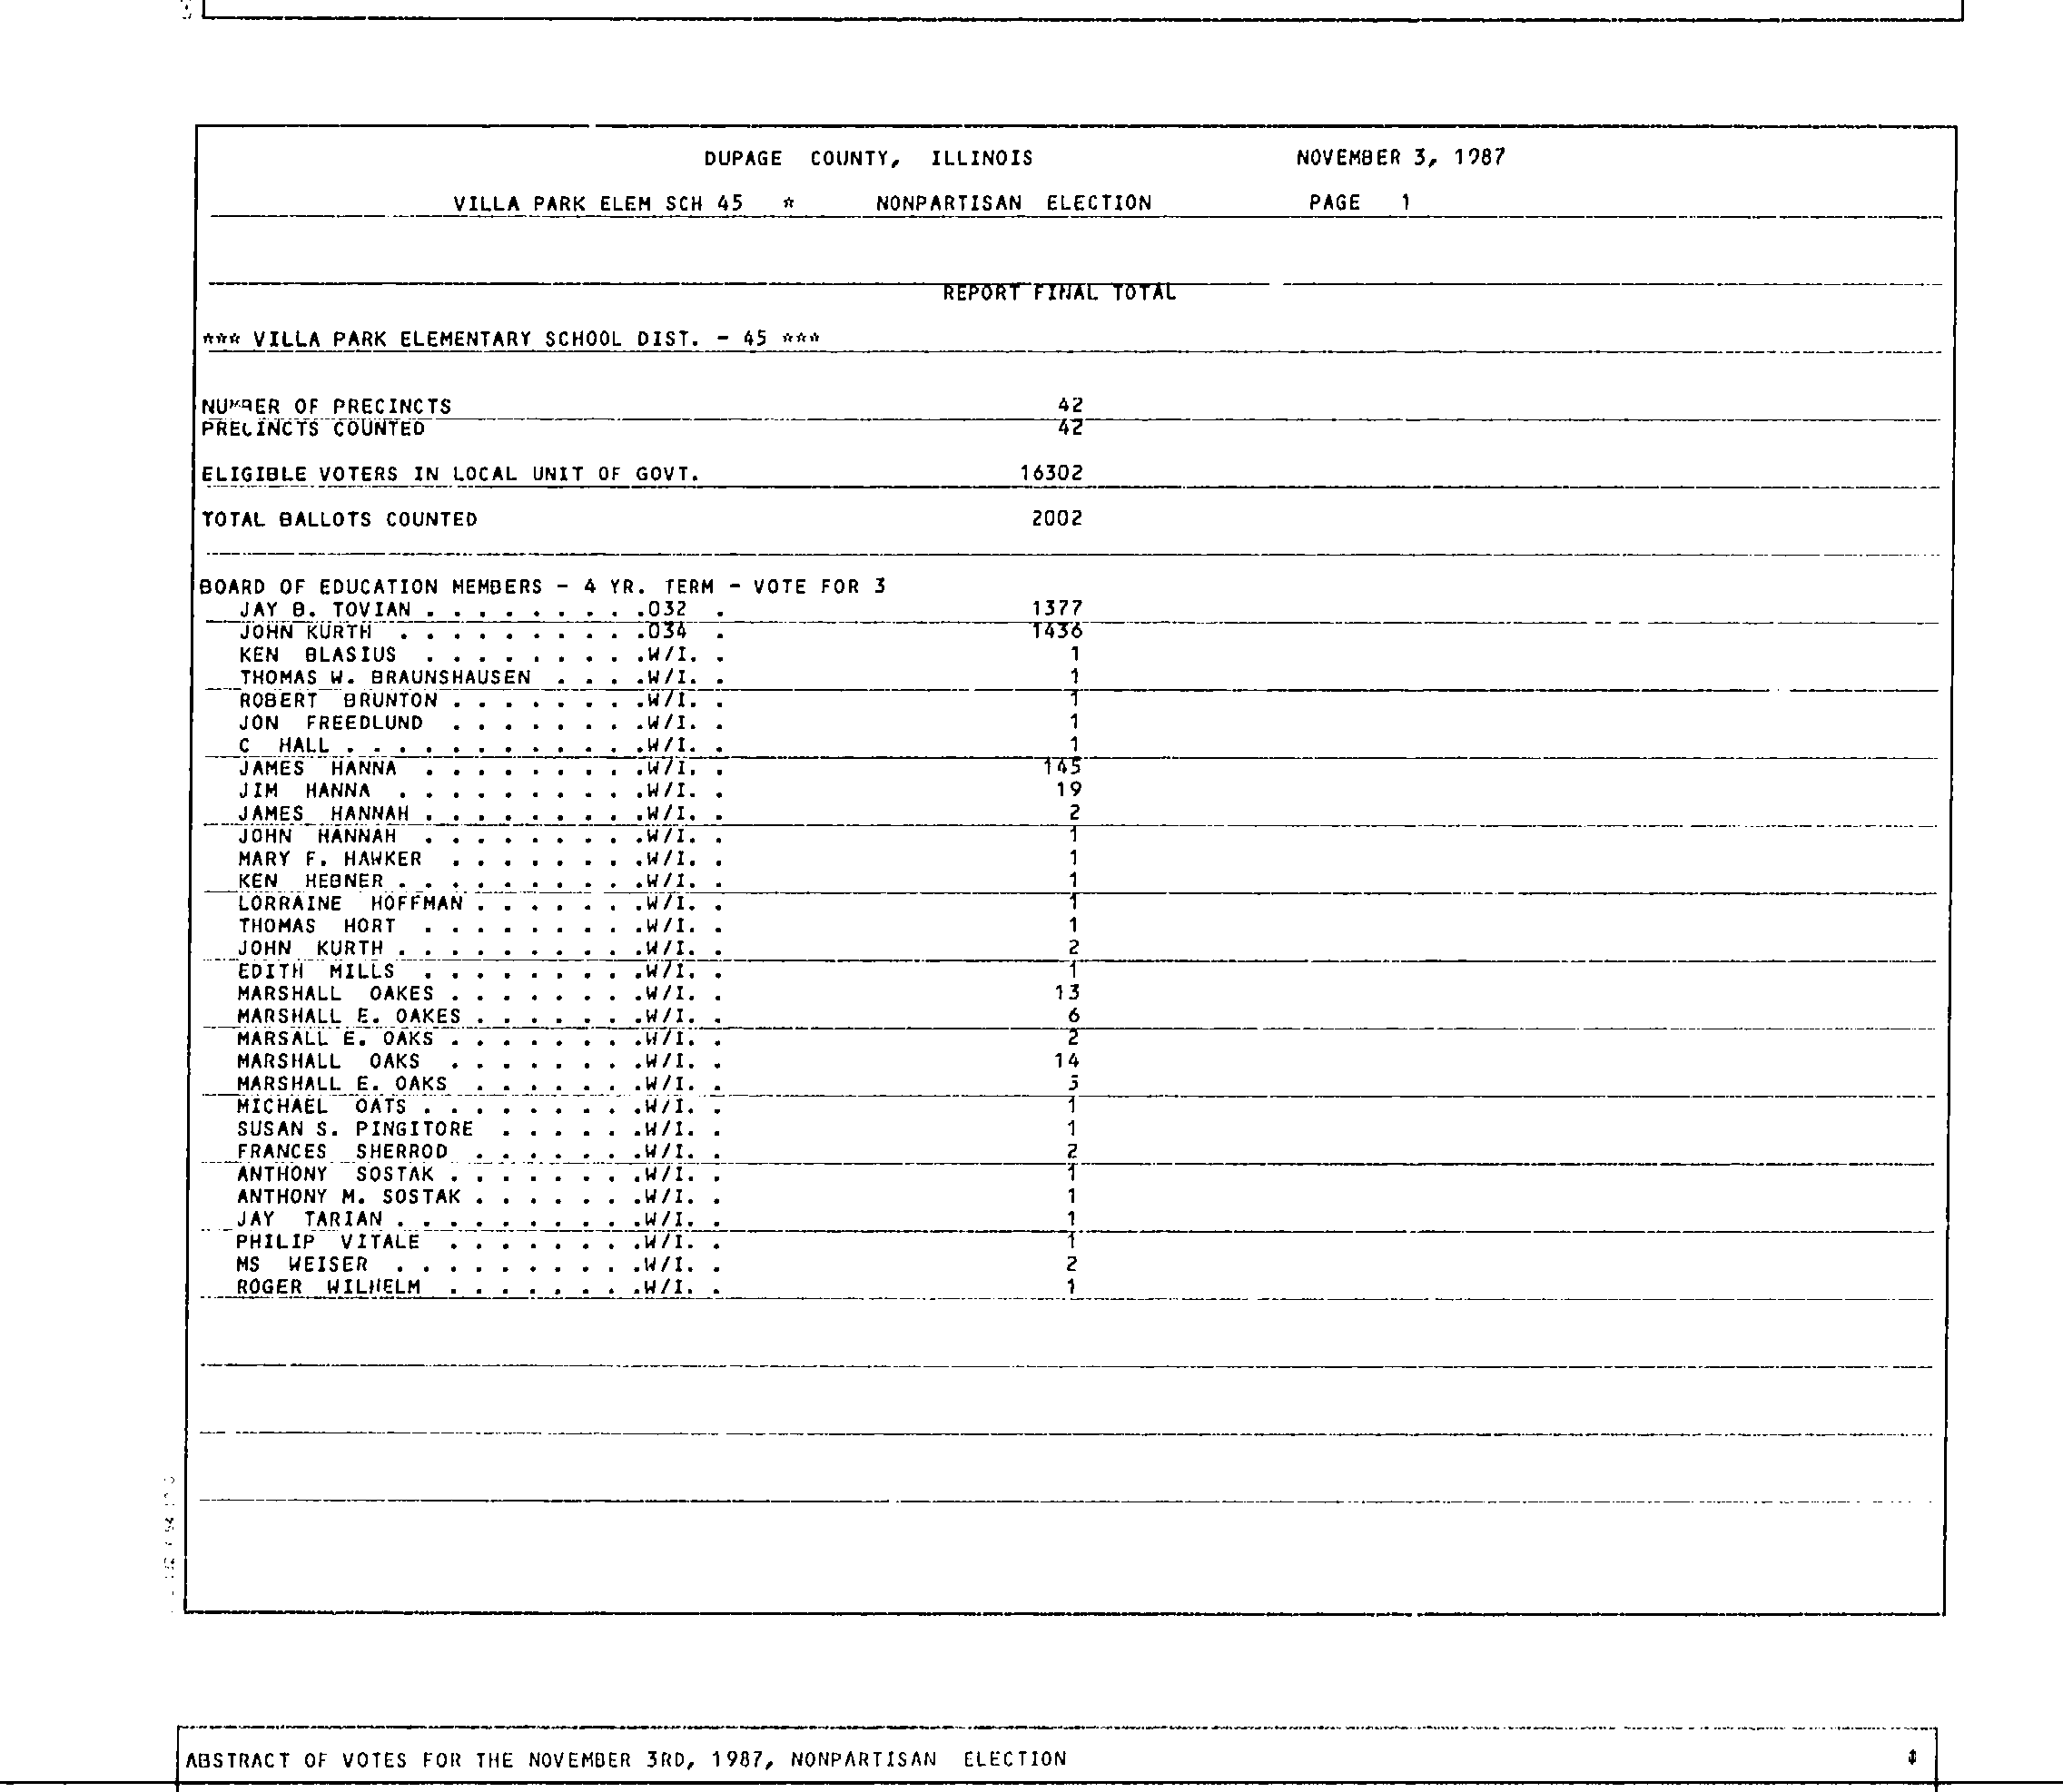 DUPAGE COUNTY, ILLINOIS NOVEMBER 3, 1987
VILLA PARK ELEM SCH 45 * NONPARTISAN ELECTION PAGE 1
REPORT FINAL TOTAL
*** VILLA PARK ELEMENTARY SCHOOL DIST. - 45 ***
NUMBER OF PRECINCTS 42
PRECINCTS COUNTED 42
ELIGIBLE VOTERS IN LOCAL UNIT OF GOVT. 16302
TOTAL BALLOTS COUNTED 2002
BOARD OF EDUCATION MEMBERS - 4 YR. TERM - VOTE FOR 3
JAY B. TOVIAN . . . . . . . . .032 . 1377
JOHN KURTH . . . . . . . . . .034 . 1436
KEN BLASIUS . . . . . . . . .W/I. . 1
THOMAS W. BRAUNSHAUSEN . . . .W/I. . 1
ROBERT BRUNTON . . . . . . . .W/I. . 1
JON FREEDLUND . . . . . . . .W/I. . 1
C HALL . . . . . . . . . . . .W/I. . 1
JAMES HANNA . . . . . . . . .W/I. . 145
JIM HANNA . . . . . . . . . .W/I. . 19
JAMES HANNAH . . . . . . . . .W/I. . 2
JOHN HANNAH . . . . . . . . .W/I. . 1
MARY F. HAWKER . . . . . . . .W/I. . 1
KEN HEBNER . . . . . . . . . .W/I. . 1
LORRAINE HOFFMAN . . . . . . .W/I. . 1
THOMAS HORT . . . . . . . . .W/I. . 1
JOHN KURTH . . . . . . . . . .W/I. . 2
EDITH MILLS . . . . . . . . .W/I. . 1
MARSHALL OAKES . . . . . . . .W/I. . 13
MARSHALL E. OAKES . . . . . . .W/I. . 6
MARSALL E. OAKS . . . . . . . .W/I. . 2
MARSHALL OAKS . . . . . . . .W/I. . 14
MARSHALL E. OAKS . . . . . . .W/I. .
MICHAEL OATS . . . . . . . . .W/I. . 1
SUSAN S. PINGITORE . . . . . .W/I. . 1
FRANCES SHERROD . . . . . . .W/I. . 2
ANTHONY SOSTAK . . . . . . . .W/I. . 1
ANTHONY M. SOSTAK . . . . . . .W/I. . 1
JAY TARIAN . . . . . . . . . .W/I. . 1
PHILIP VITALE . . . . . . . .W/I. . 1
MS WEISER . . . . . . . . . .W/I. . 2
ROGER WILHELM . . . . . . . .W/I. . 1
ABSTRACT OF VOTES FOR THE NOVEMBER 3RD, 1987, NONPARTISAN ELECTION